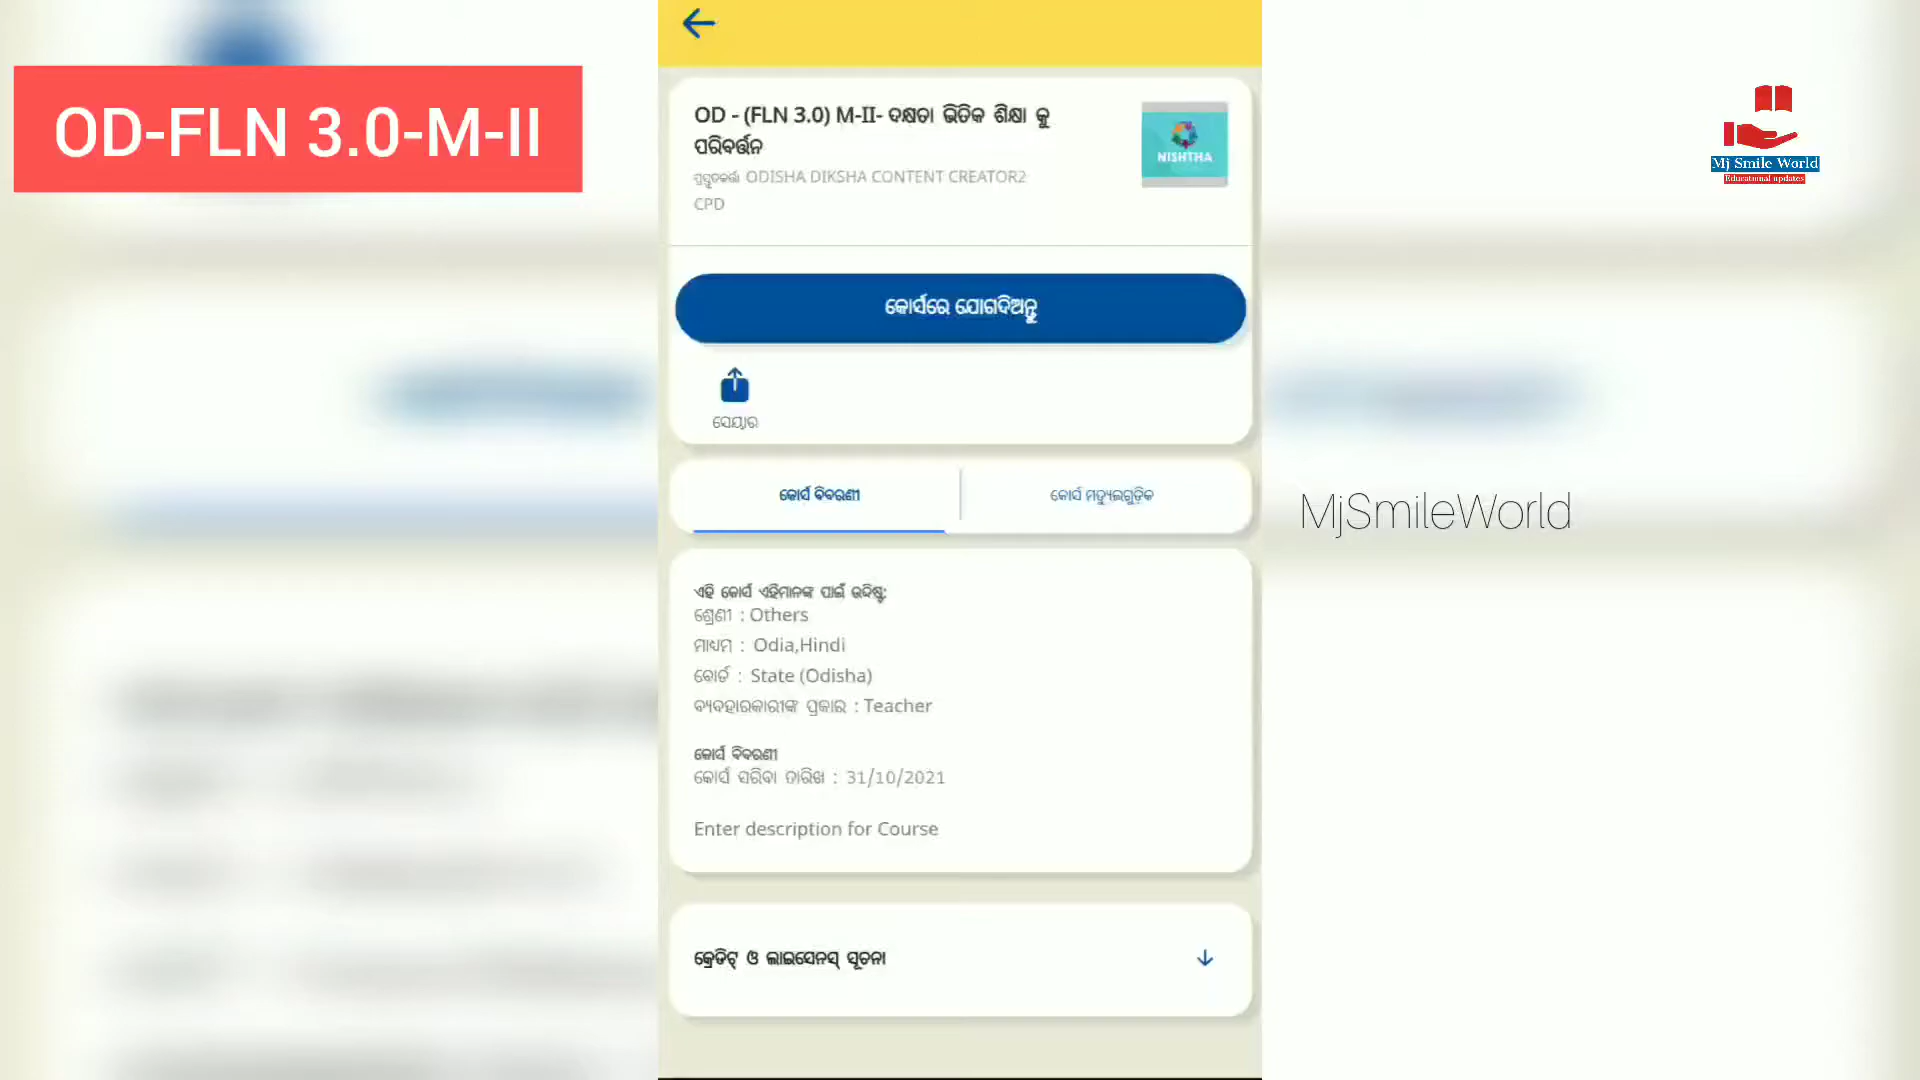 OD-FLN 3.0-M-II
OD - (FLN 3.0) M-II- ଦକ୍ଷତା ଭିତିକ ଶିକ୍ଷା କୁ
ପରିବର୍ତ୍ତନ
ପ୍ରସ୍ତୁତକର୍ତ୍ତା ODISHA DIKSHA CONTENT CREATOR2
CPD
NISHTHA
Mj Smile World
Educational updates
କୋର୍ସରେ ଯୋଗଦିଅନ୍ତୁ
ସେୟାର
କୋର୍ସ ବିବରଣୀ
କୋର୍ସ ମଡ୍ୟୁଲଗୁଡ଼ିକ
MjSmileWorld
ଏହି କୋର୍ସ ଏହିମାନଙ୍କ ପାଇଁ ଉଦ୍ଦିଷ୍ଟ:
ଶ୍ରେଣୀ : Others
ମାଧ୍ୟମ : Odia,Hindi
ବୋର୍ଡ : State (Odisha)
ବ୍ୟବହାରକାରୀଙ୍କ ପ୍ରକାର : Teacher
କୋର୍ସ ବିବରଣୀ
କୋର୍ସ ସରିବା ତାରିଖ : 31/10/2021
Enter description for Course
କ୍ରେଡିଟ୍ ଓ ଲାଇସେନସ୍ ସୂଚନା